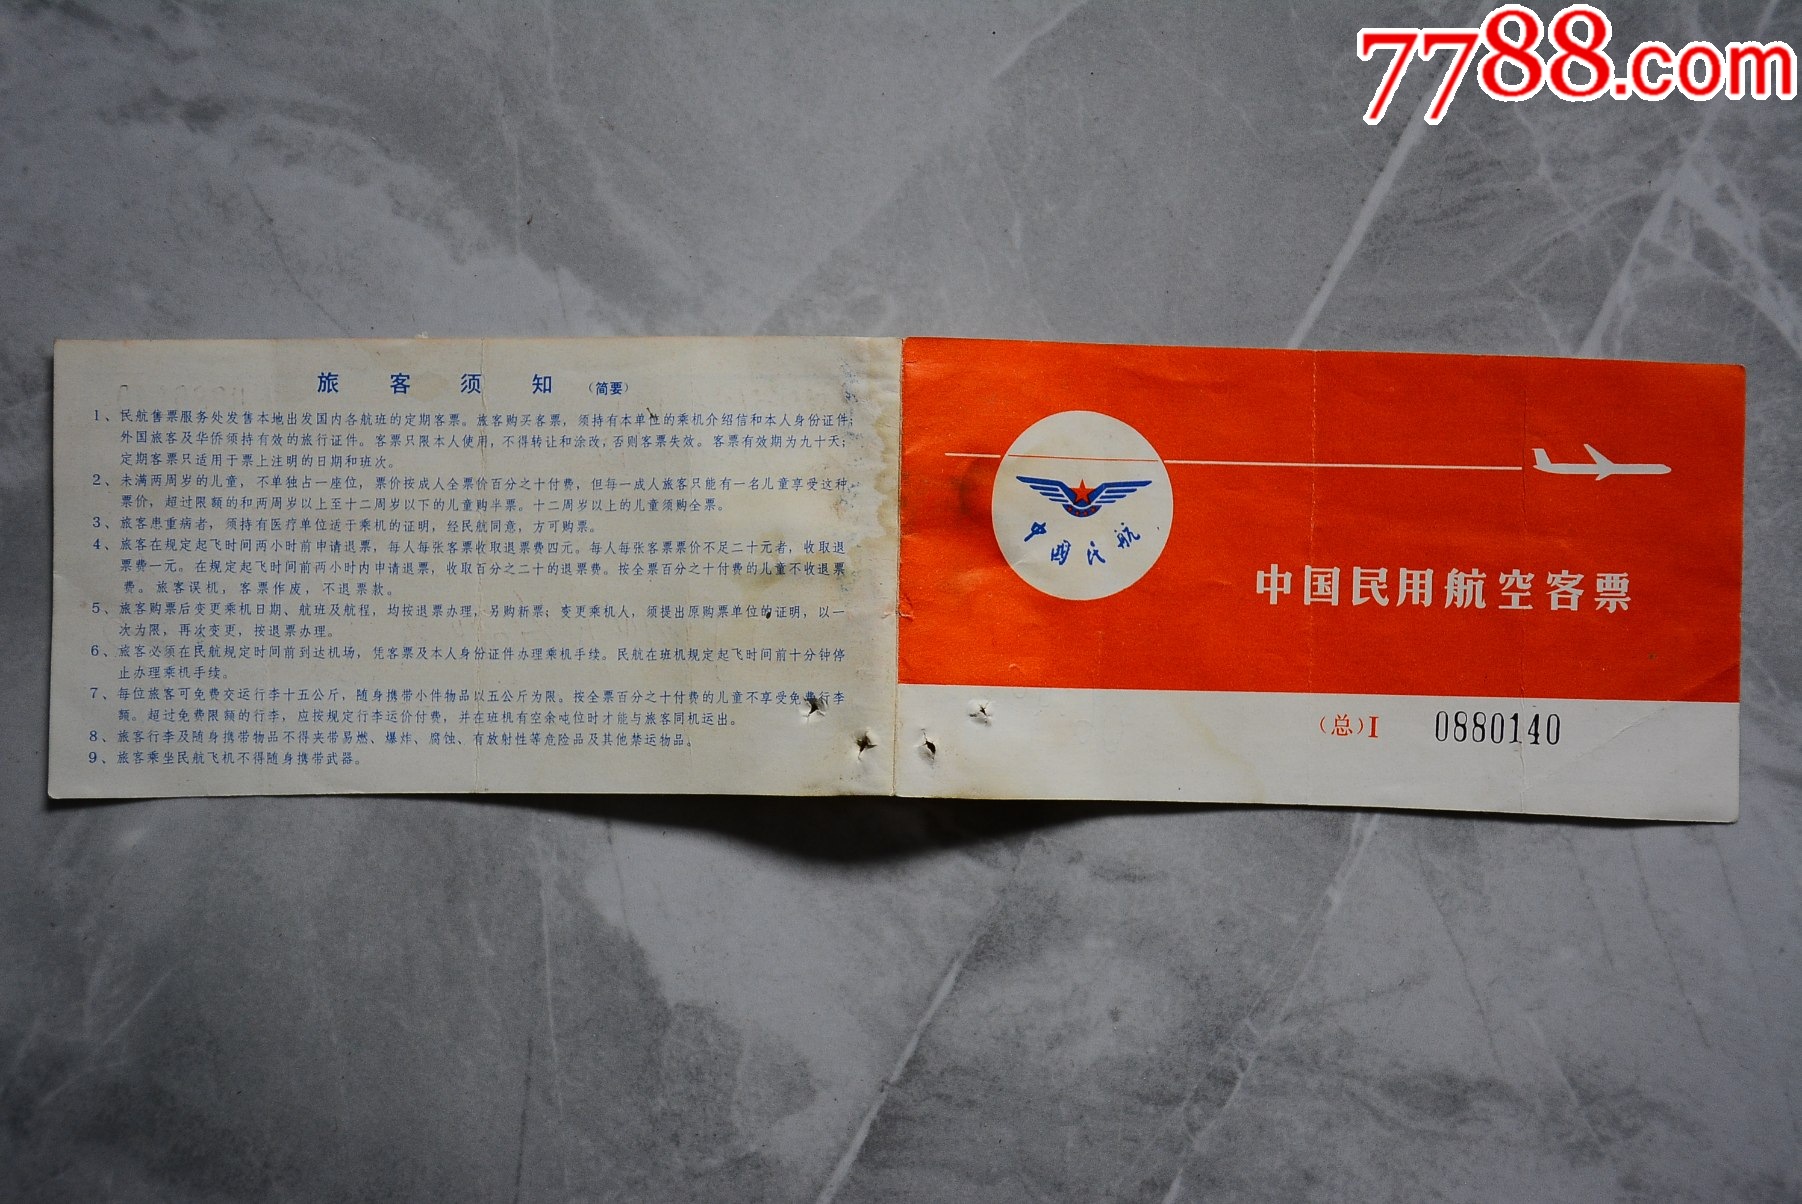 7788.com
旅 客 须 知 （简要）
1、民航售票服务处发售本地出发国内各航班的定期客票。旅客购买客票，须持有本单位的乘机介绍信和本人身份证件；
外国旅客及华侨须持有效的旅行证件。客票只限本人使用，不得转让和涂改，否则客票失效。客票有效期为九十天；
定期客票只适用于票上注明的日期和班次。
2、未满两周岁的儿童，不单独占一座位，票价按成人全票价百分之十付费，但每一成人旅客只能有一名儿童享受这种
票价，超过限额的和两周岁以上至十二周岁以下的儿童购半票。十二周岁以上的儿童须购全票。
3、旅客患重病者，须持有医疗单位适于乘机的证明，经民航同意，方可购票。
4、旅客在规定起飞时间两小时前申请退票，每人每张客票收取退票费四元。每人每张客票票价不足二十元者，收取退
票费一元。在规定起飞时间前两小时内申请退票，收取百分之二十的退票费。按全票百分之十付费的儿童不收退票
费。旅客误机，客票作废，不退票款。
5、旅客购票后变更乘机日期、航班及航程，均按退票办理，另购新票；变更乘机人，须提出原购票单位的证明，以一
次为限，再次变更，按退票办理。
6、旅客必须在民航规定时间前到达机场，凭客票及本人身份证件办理乘机手续。民航在班机规定起飞时间前十分钟停
止办理乘机手续。
7、每位旅客可免费交运行李十五公斤，随身携带小件物品以五公斤为限。按全票百分之十付费的儿童不享受免费行李
额。超过免费限额的行李，应按规定行李运价付费，并在班机有空余吨位时才能与旅客同机运出。
8、旅客行李及随身携带物品不得夹带易燃、爆炸、腐蚀、有放射性等危险品及其他禁运物品。
9、旅客乘坐民航飞机不得随身携带武器。
中國民航
中国民用航空客票
（总）I 0880140